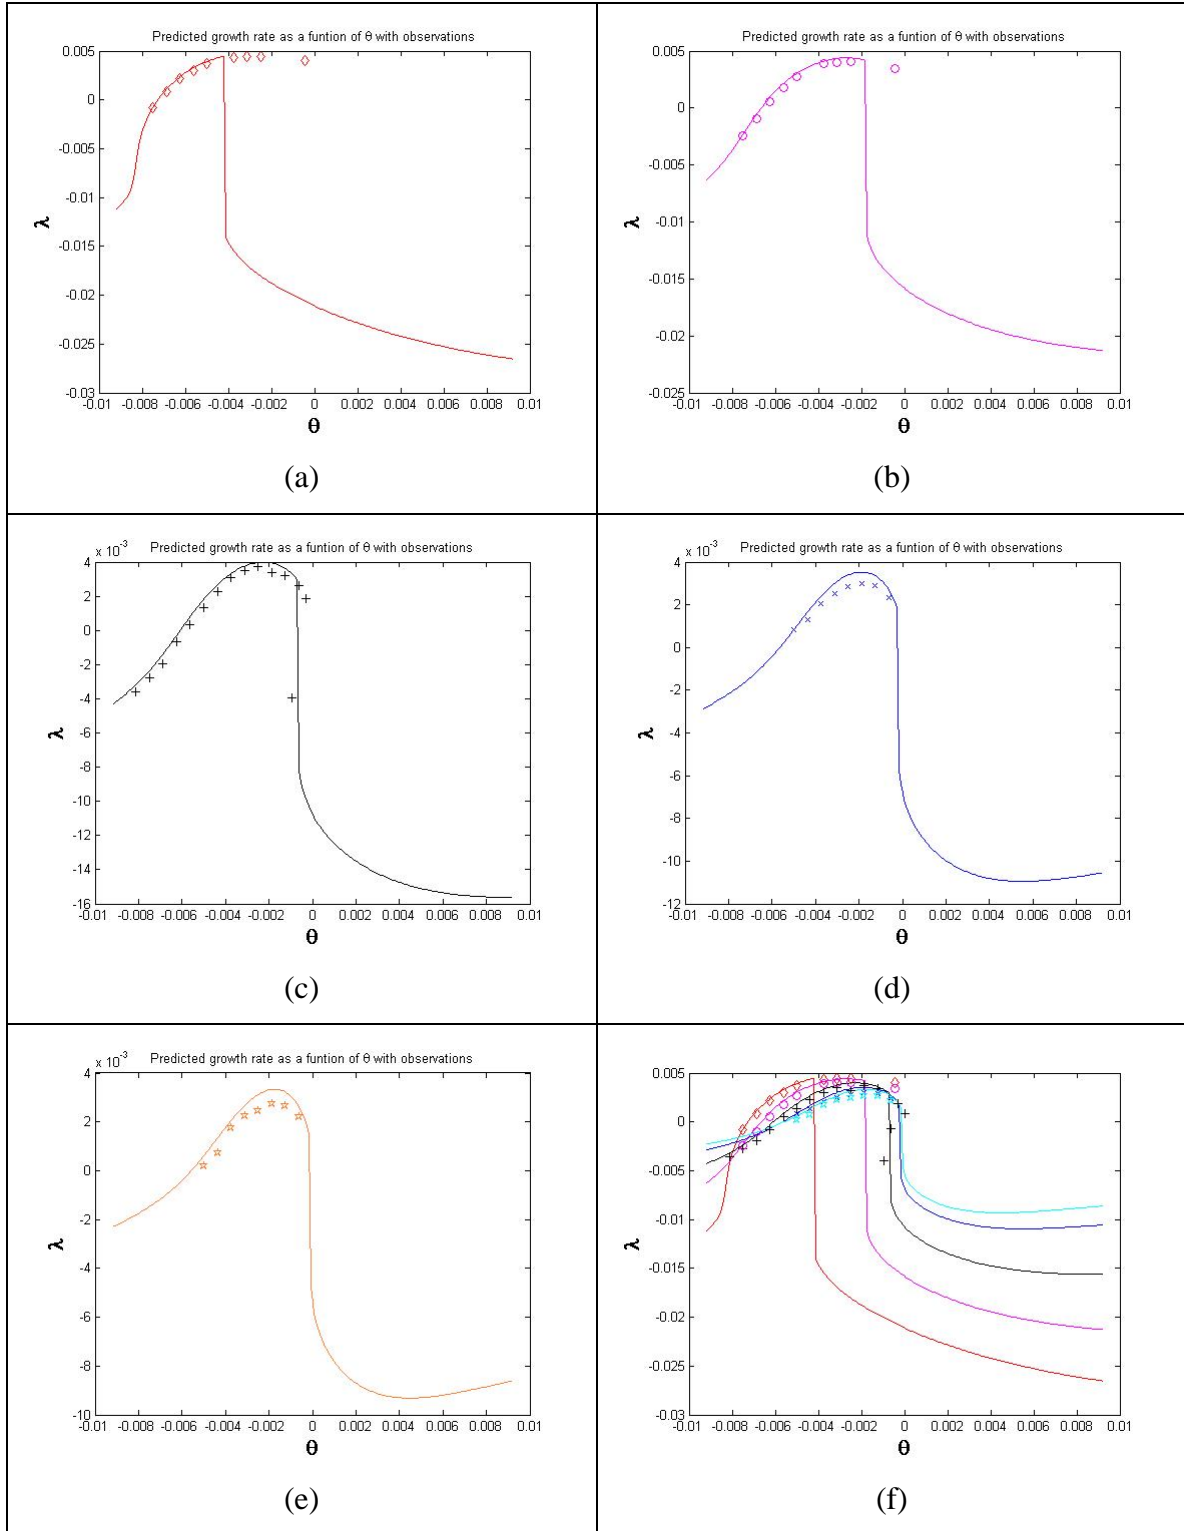 Predicted growth rate as a funtion of θ with observations
0.005
0
-0.005
-0.01
-0.015
-0.02
-0.025
-0.03
λ
-0.01 -0.008 -0.006 -0.004 -0.002 0 0.002 0.004 0.006 0.008 0.01
θ
(a)
Predicted growth rate as a funtion of θ with observations
0.005
0
-0.005
-0.01
-0.015
-0.02
-0.025
λ
-0.01 -0.008 -0.006 -0.004 -0.002 0 0.002 0.004 0.006 0.008 0.01
θ
(b)
x 10-3
Predicted growth rate as a funtion of θ with observations
4
2
0
-2
-4
-6
-8
-10
-12
-14
-16
λ
-0.01 -0.008 -0.006 -0.004 -0.002 0 0.002 0.004 0.006 0.008 0.01
θ
(c)
x 10-3
Predicted growth rate as a funtion of θ with observations
4
2
0
-2
-4
-6
-8
-10
-12
λ
-0.01 -0.008 -0.006 -0.004 -0.002 0 0.002 0.004 0.006 0.008 0.01
θ
(d)
x 10-3
Predicted growth rate as a funtion of θ with observations
4
2
0
-2
-4
-6
-8
-10
λ
-0.01 -0.008 -0.006 -0.004 -0.002 0 0.002 0.004 0.006 0.008 0.01
θ
(e)
0.005
0
-0.005
-0.01
-0.015
-0.02
-0.025
-0.03
λ
-0.01 -0.008 -0.006 -0.004 -0.002 0 0.002 0.004 0.006 0.008 0.01
θ
(f)